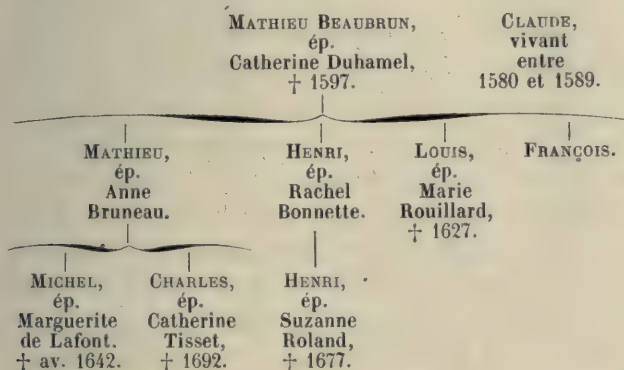 MATHIEU BEAUBRUN,
ép.
Catherine Duhamel,
† 1597.
CLAUDE,
vivant
entre
1580 et 1589.
MATHIEU,
ép.
Anne
Bruneau.
HENRI,
ép.
Rachel
Bonnette.
LOUIS,
ép.
Marie
Rouillard,
† 1627.
FRANÇOIS.
MICHEL,
ép.
Marguerite
de Lafont.
† av. 1642.
CHARLES,
ép.
Catherine
Tisset,
† 1692.
HENRI,
ép.
Suzanne
Roland,
† 1677.